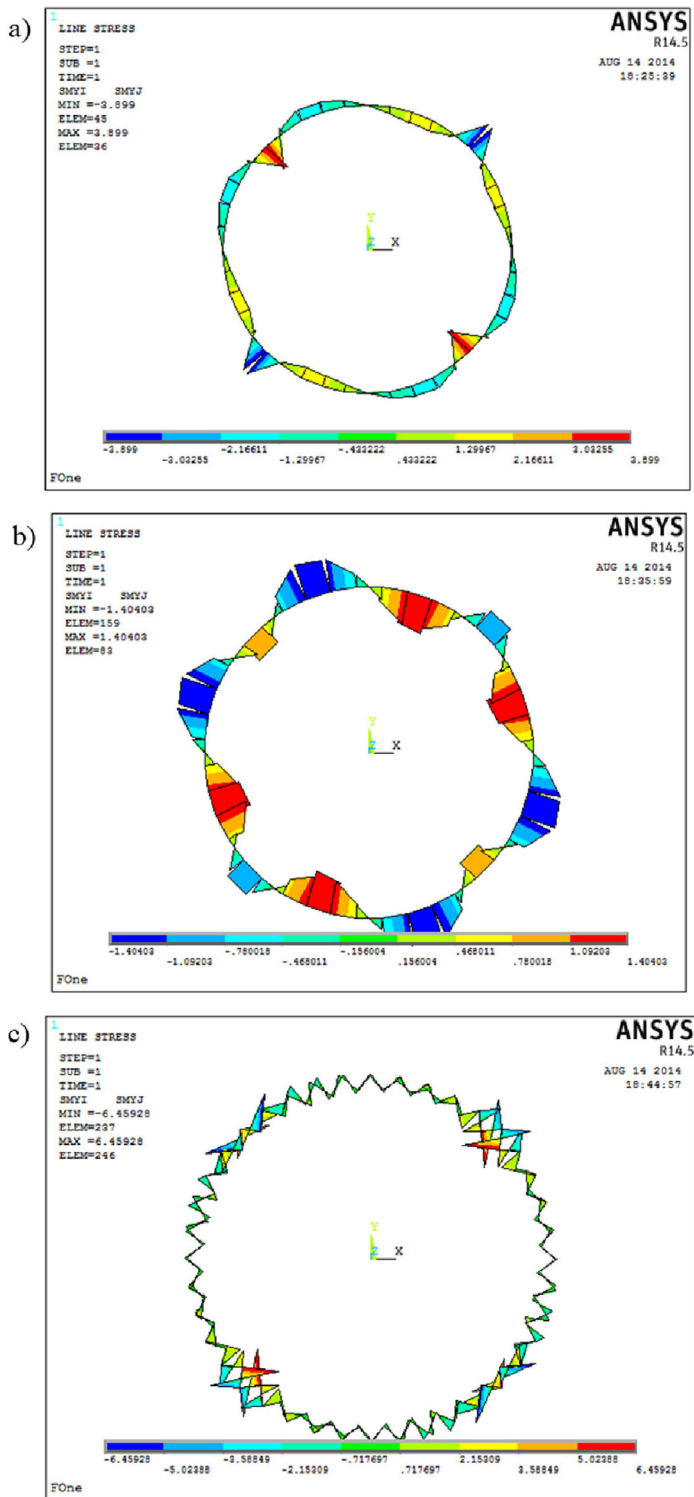 a)
1
LINE STRESS
STEP=1
SUB =1
TIME=1
SMYI SMYJ
MIN =-3.899
ELEM=45
MAX =3.899
ELEM=36
ANSYS
R14.5
AUG 14 2014
18:25:39
Y
Z X
-3.899 -2.16611 -.433222 1.29967 3.03255
-3.03255 -1.29967 .433222 2.16611 3.899
FOne
b)
1
LINE STRESS
STEP=1
SUB =1
TIME=1
SMYI SMYJ
MIN =-1.40403
ELEM=159
MAX =1.40403
ELEM=83
ANSYS
R14.5
AUG 14 2014
18:35:59
Y
Z X
-1.40403 -.780018 -.156004 .468011 1.09203
-1.09203 -.468011 .156004 .780018 1.40403
FOne
c)
1
LINE STRESS
STEP=1
SUB =1
TIME=1
SMYI SMYJ
MIN =-6.45928
ELEM=237
MAX =6.45928
ELEM=246
ANSYS
R14.5
AUG 14 2014
18:44:57
Y
Z X
-6.45928 -3.58849 -.717697 2.15309 5.02388
-5.02388 -2.15309 .717697 3.58849 6.45928
FOne